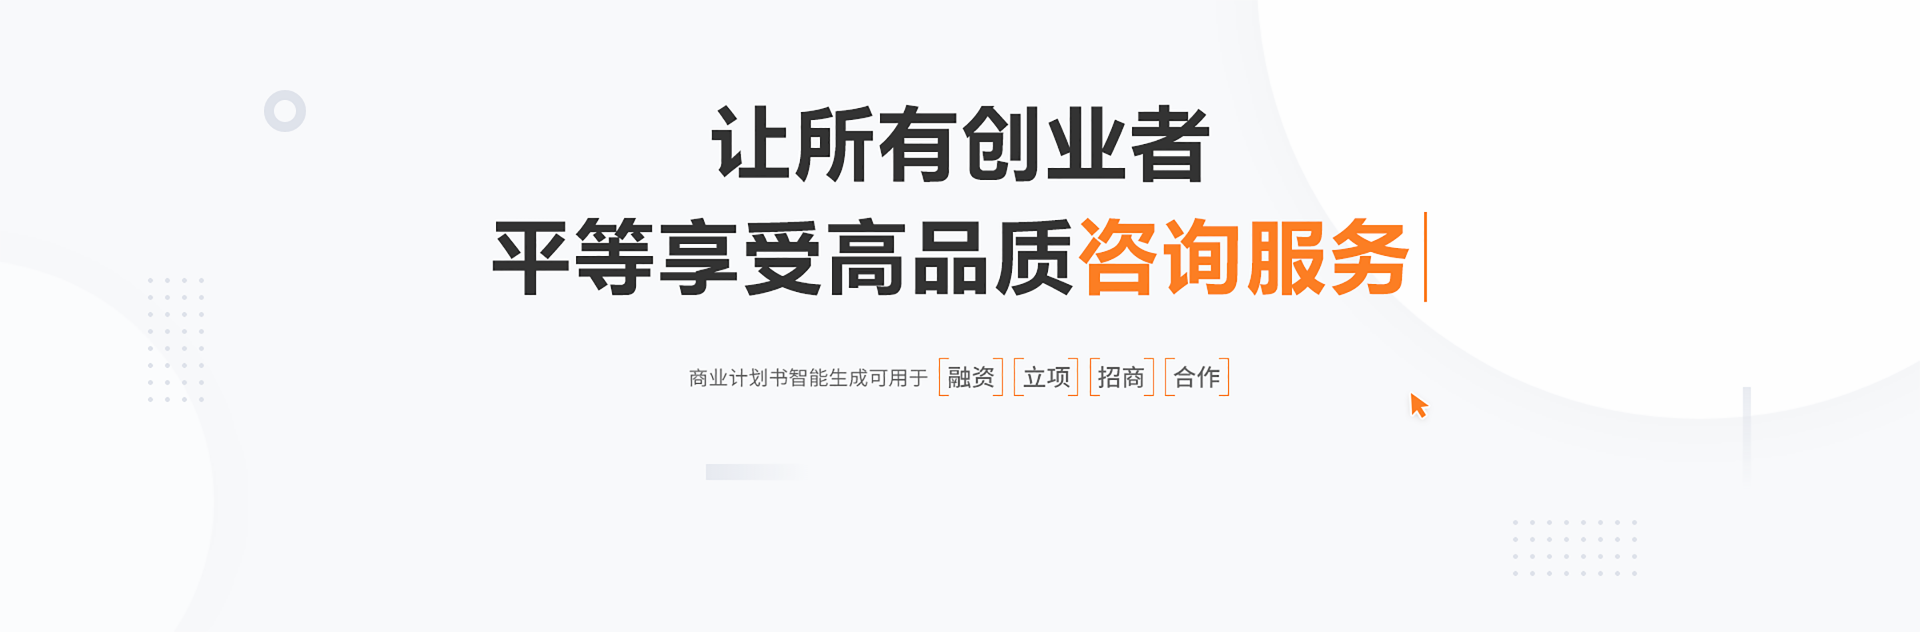 让所有创业者
平等享受高品质咨询服务
商业计划书智能生成可用于 融资 立项 招商 合作